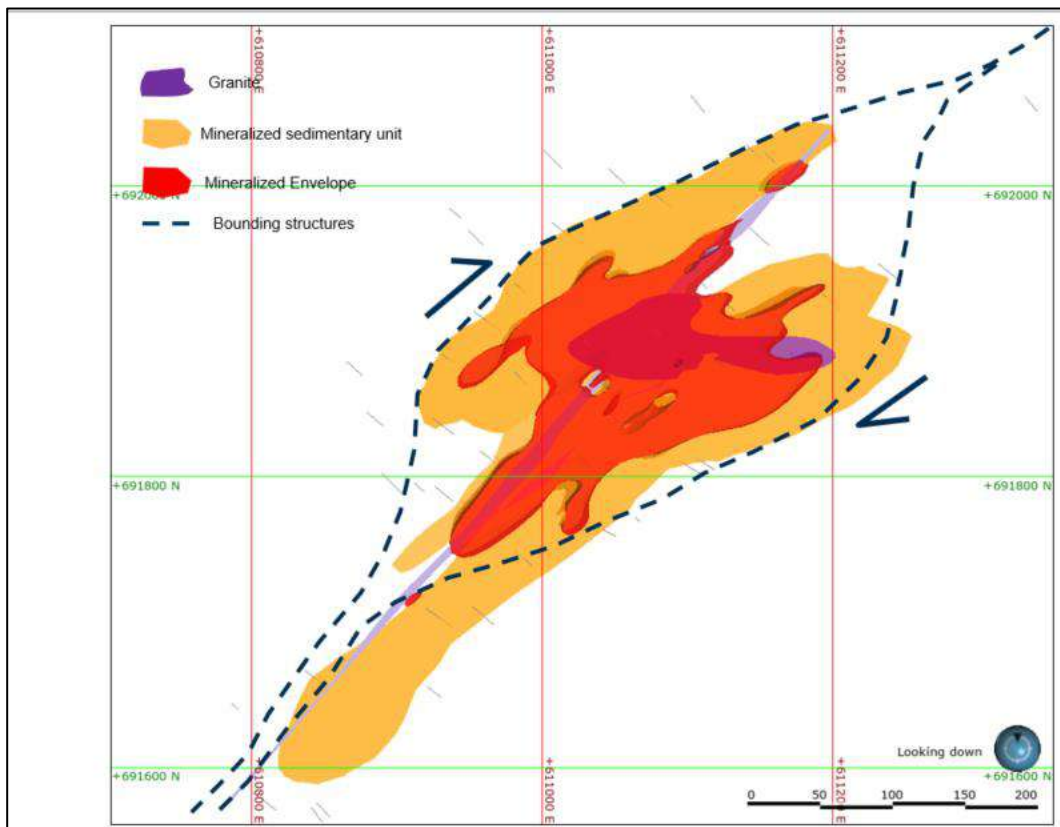 +610800 E
+611000 E
+611200 E
Granite
Mineralized sedimentary unit
Mineralized Envelope
Bounding structures
+692000 N
+692000 N
+691800 N
+691800 N
Looking down
+691600 N
+691600 N
+610800 E
+611000 E
+611200 E
0 50 100 150 200